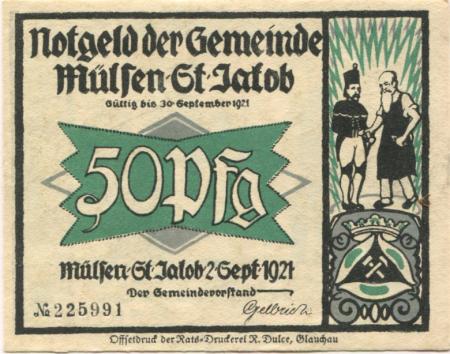 Notgeld der Gemeinde
Mülsen-St-Jakob
Gültig bis 30-September 1921
50 Pfg
Mülsen-St-Jakob 2-Sept-1921
Der Gemeindevorstand
№ 225991
Offsetdruck der Rats-Druckerei R. Dulce, Glauchau